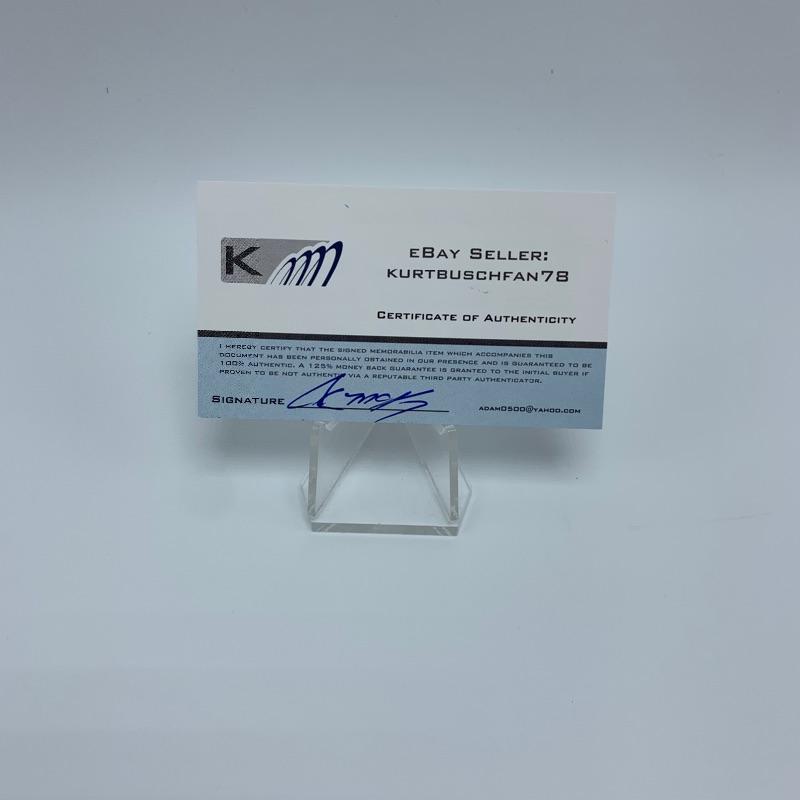 K
eBay Seller:
kurtbuschfan78
Certificate of Authenticity
I hereby certify that the signed memorabilia item which accompanies this
document has been personally obtained in our presence and is guaranteed to be
100% authentic. A 125% money back guarantee is granted to the initial buyer if
proven to be not authentic via a reputable third party authenticator.
Signature
adam0500@yahoo.com